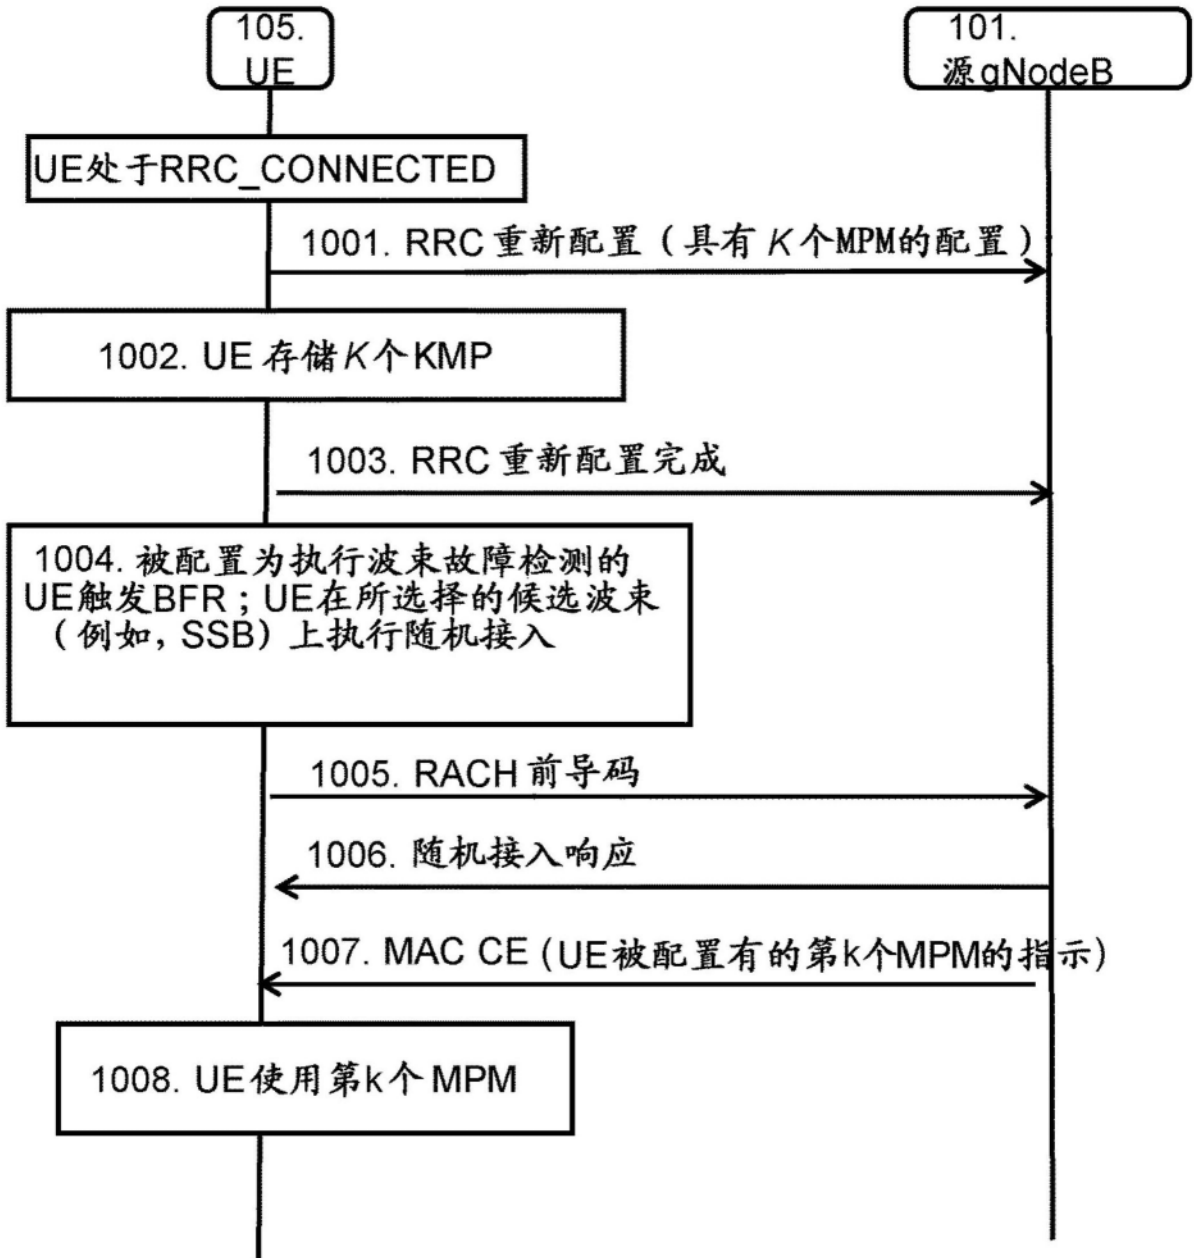 105.
UE
101.
源gNodeB
UE处于RRC_CONNECTED
1001. RRC 重新配置（具有 K个MPM的配置）
1002. UE 存储K个KMP
1003. RRC 重新配置完成
1004. 被配置为执行波束故障检测的
UE触发BFR；UE在所选择的候选波束
（例如, SSB）上执行随机接入
1005. RACH 前导码
1006. 随机接入响应
1007. MAC CE (UE被配置有的第k个MPM的指示)
1008. UE使用第k个 MPM